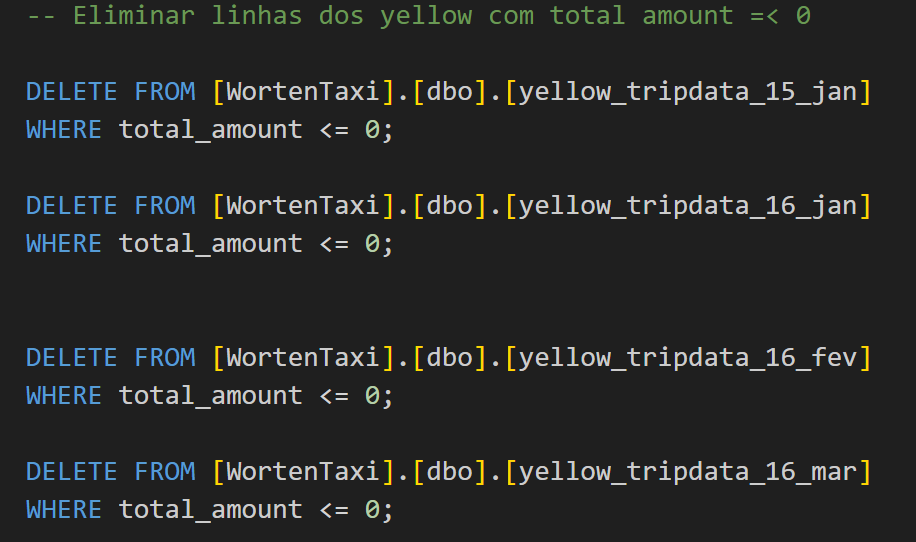 -- Eliminar linhas dos yellow com total amount =< 0
DELETE FROM [WortenTaxi].[dbo].[yellow_tripdata_15_jan]
WHERE total_amount <= 0;
DELETE FROM [WortenTaxi].[dbo].[yellow_tripdata_16_jan]
WHERE total_amount <= 0;
DELETE FROM [WortenTaxi].[dbo].[yellow_tripdata_16_fev]
WHERE total_amount <= 0;
DELETE FROM [WortenTaxi].[dbo].[yellow_tripdata_16_mar]
WHERE total_amount <= 0;